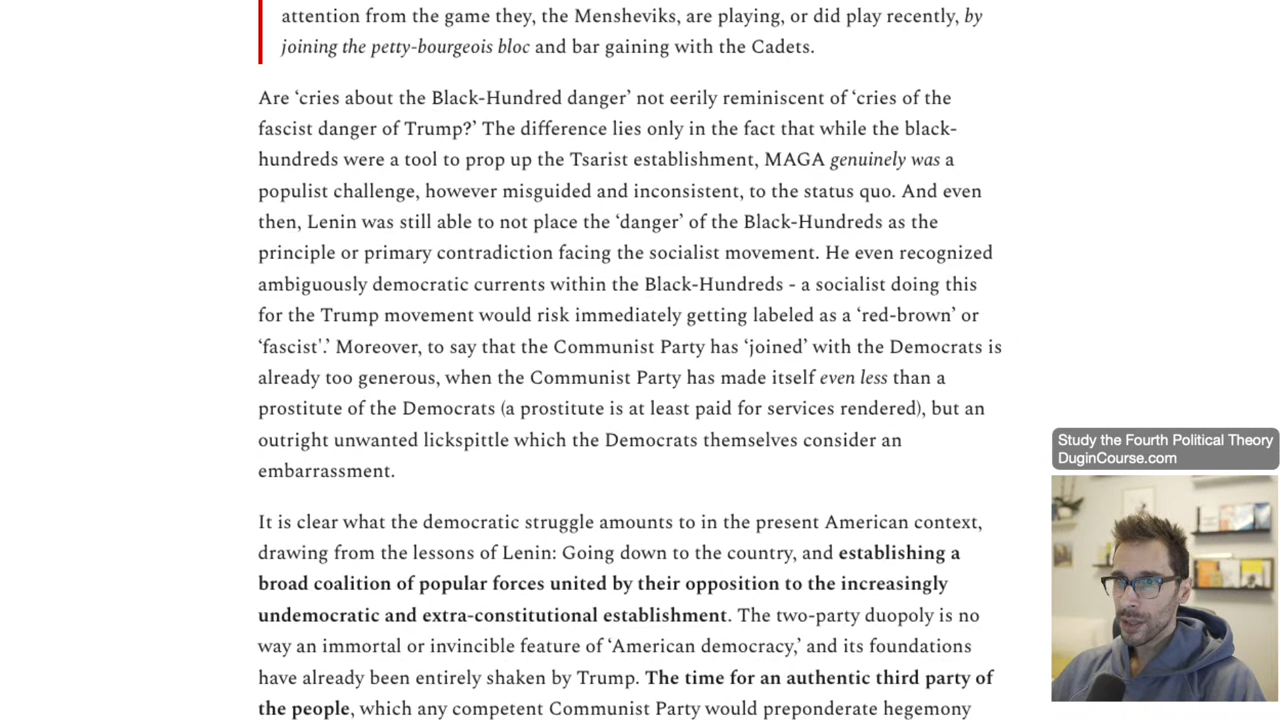 attention from the game they, the Mensheviks, are playing, or did play recently, by
joining the petty-bourgeois bloc and bar gaining with the Cadets.
Are ‘cries about the Black-Hundred danger’ not eerily reminiscent of ‘cries of the
fascist danger of Trump?’ The difference lies only in the fact that while the black-
hundreds were a tool to prop up the Tsarist establishment, MAGA genuinely was a
populist challenge, however misguided and inconsistent, to the status quo. And even
then, Lenin was still able to not place the ‘danger’ of the Black-Hundreds as the
principle or primary contradiction facing the socialist movement. He even recognized
ambiguously democratic currents within the Black-Hundreds - a socialist doing this
for the Trump movement would risk immediately getting labeled as a ‘red-brown’ or
‘fascist'.’ Moreover, to say that the Communist Party has ‘joined’ with the Democrats is
already too generous, when the Communist Party has made itself even less than a
prostitute of the Democrats (a prostitute is at least paid for services rendered), but an
outright unwanted lickspittle which the Democrats themselves consider an
embarrassment.
It is clear what the democratic struggle amounts to in the present American context,
drawing from the lessons of Lenin: Going down to the country, and establishing a
broad coalition of popular forces united by their opposition to the increasingly
undemocratic and extra-constitutional establishment. The two-party duopoly is no
way an immortal or invincible feature of ‘American democracy,’ and its foundations
have already been entirely shaken by Trump. The time for an authentic third party of
the people, which any competent Communist Party would preponderate hegemony
Study the Fourth Political Theory
DuginCourse.com